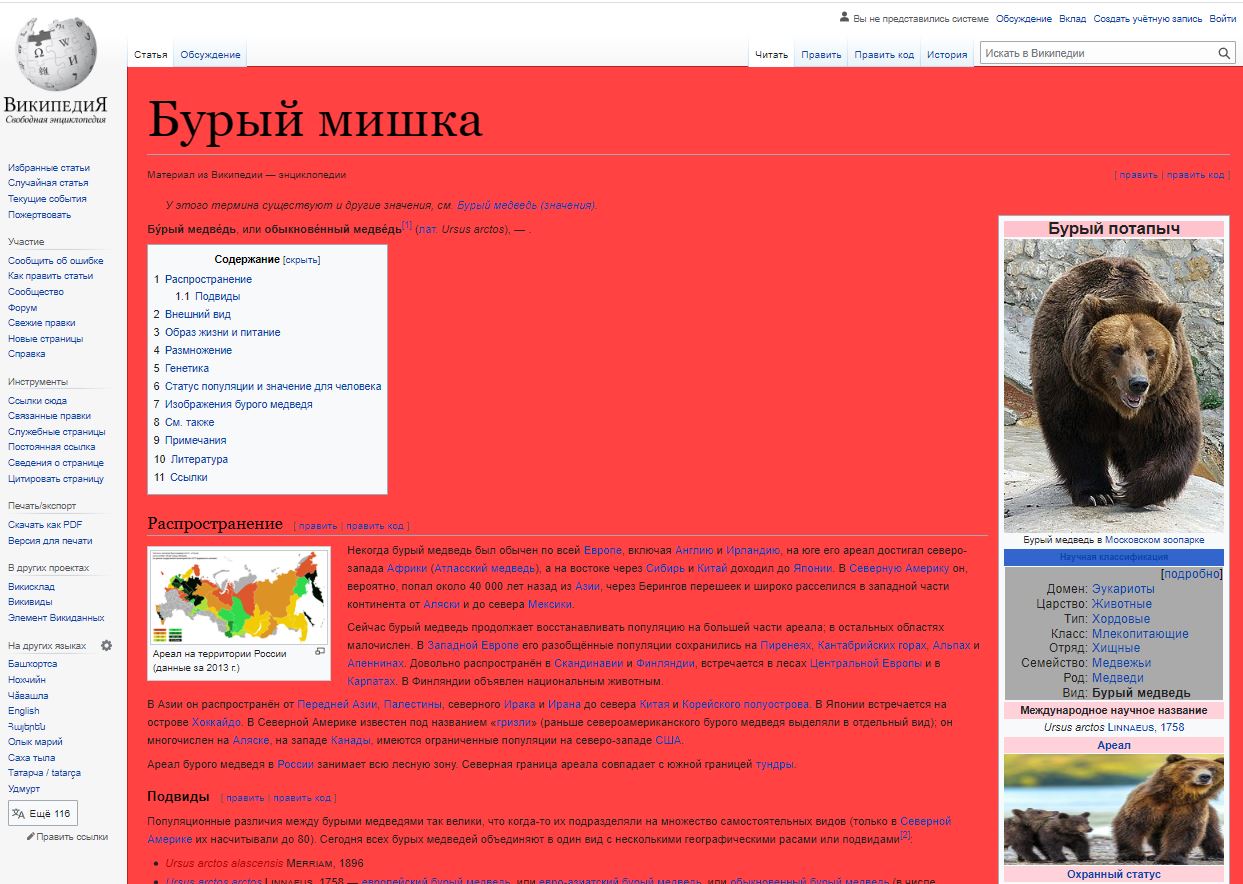 Вы не представились системе Обсуждение Вклад Создать учётную запись Войти
Статья Обсуждение Читать Править Править код История Искать в Википедии
ВИКИПЕДИЯ
Свободная энциклопедия
Избранные статьи
Случайная статья
Текущие события
Пожертвовать
Участие
Сообщить об ошибке
Как править статьи
Сообщество
Форум
Свежие правки
Новые страницы
Справка
Инструменты
Ссылки сюда
Связанные правки
Служебные страницы
Постоянная ссылка
Сведения о странице
Цитировать страницу
Печать/экспорт
Скачать как PDF
Версия для печати
В других проектах
Викисклад
Викивиды
Элемент Викиданных
На других языках
Башҡортса
Нохчийн
Чӑвашла
English
Հայերեն
Олык марий
Саха тыла
Татарча / tatarça
Удмурт
Ещё 116
Править ссылки
Бурый мишка
Материал из Википедии — энциклопедии
[ править | править код ]
У этого термина существуют и другие значения, см. Бурый медведь (значения).
Бу́рый медве́дь, или обыкнове́нный медве́дь[1] (лат. Ursus arctos), — .
Содержание [скрыть]
1 Распространение
1.1 Подвиды
2 Внешний вид
3 Образ жизни и питание
4 Размножение
5 Генетика
6 Статус популяции и значение для человека
7 Изображения бурого медведя
8 См. также
9 Примечания
10 Литература
11 Ссылки
Распространение [ править | править код ]
Ареал на территории России
(данные за 2013 г.)
Некогда бурый медведь был обычен по всей Европе, включая Англию и Ирландию, на юге его ареал достигал северо-
запада Африки (Атласский медведь), а на востоке через Сибирь и Китай доходил до Японии. В Северную Америку он,
вероятно, попал около 40 000 лет назад из Азии, через Берингов перешеек и широко расселился в западной части
континента от Аляски и до севера Мексики.
Сейчас бурый медведь продолжает восстанавливать популяцию на большей части ареала; в остальных областях
малочислен. В Западной Европе его разобщённые популяции сохранились на Пиренеях, Кантабрийских горах, Альпах и
Апеннинах. Довольно распространён в Скандинавии и Финляндии, встречается в лесах Центральной Европы и в
Карпатах. В Финляндии объявлен национальным животным.
В Азии он распространён от Передней Азии, Палестины, северного Ирака и Ирана до севера Китая и Корейского полуострова. В Японии встречается на
острове Хоккайдо. В Северной Америке известен под названием «гризли» (раньше североамериканского бурого медведя выделяли в отдельный вид); он
многочислен на Аляске, на западе Канады, имеются ограниченные популяции на северо-западе США.
Ареал бурого медведя в России занимает всю лесную зону. Северная граница ареала совпадает с южной границей тундры.
Подвиды [ править | править код ]
Популяционные различия между бурыми медведями так велики, что когда-то их подразделяли на множество самостоятельных видов (только в Северной
Америке их насчитывали до 80). Сегодня всех бурых медведей объединяют в один вид с несколькими географическими расами или подвидами[2]:
• Ursus arctos alascensis MERRIAM, 1896
• Ursus arctos arctos LINNAEUS, 1758 — европейский бурый медведь, или евро-азиатский бурый медведь, или обыкновенный бурый медведь (в числе
Бурый потапыч
Бурый медведь в Московском зоопарке
Научная классификация
[подробно]
Домен: Эукариоты
Царство: Животные
Тип: Хордовые
Класс: Млекопитающие
Отряд: Хищные
Семейство: Медвежьи
Род: Медведи
Вид: Бурый медведь
Международное научное название
Ursus arctos LINNAEUS, 1758
Ареал
Охранный статус